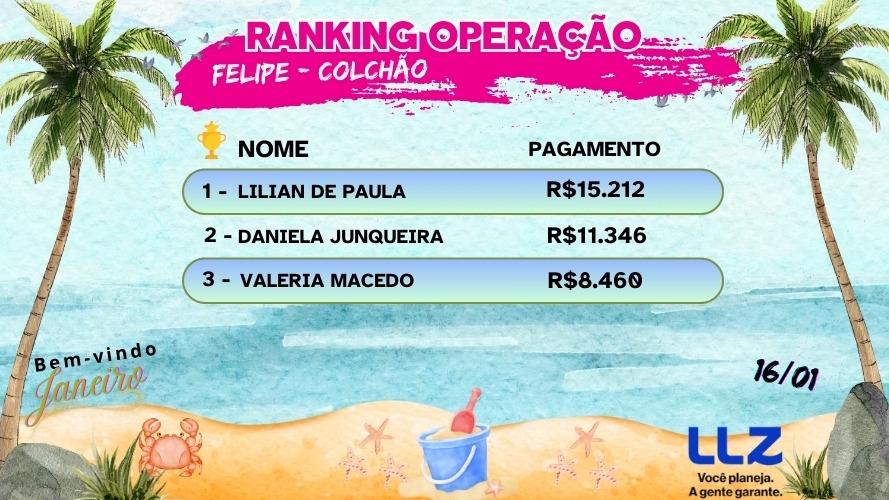 RANKING OPERAÇÃO
FELIPE - COLCHÃO
NOME PAGAMENTO
1 - LILIAN DE PAULA R$15.212
2 - DANIELA JUNQUEIRA R$11.346
3 - VALERIA MACEDO R$8.460
Bem-vindo
Janeiro
16/01
LLZ
Você planeja.
A gente garante.